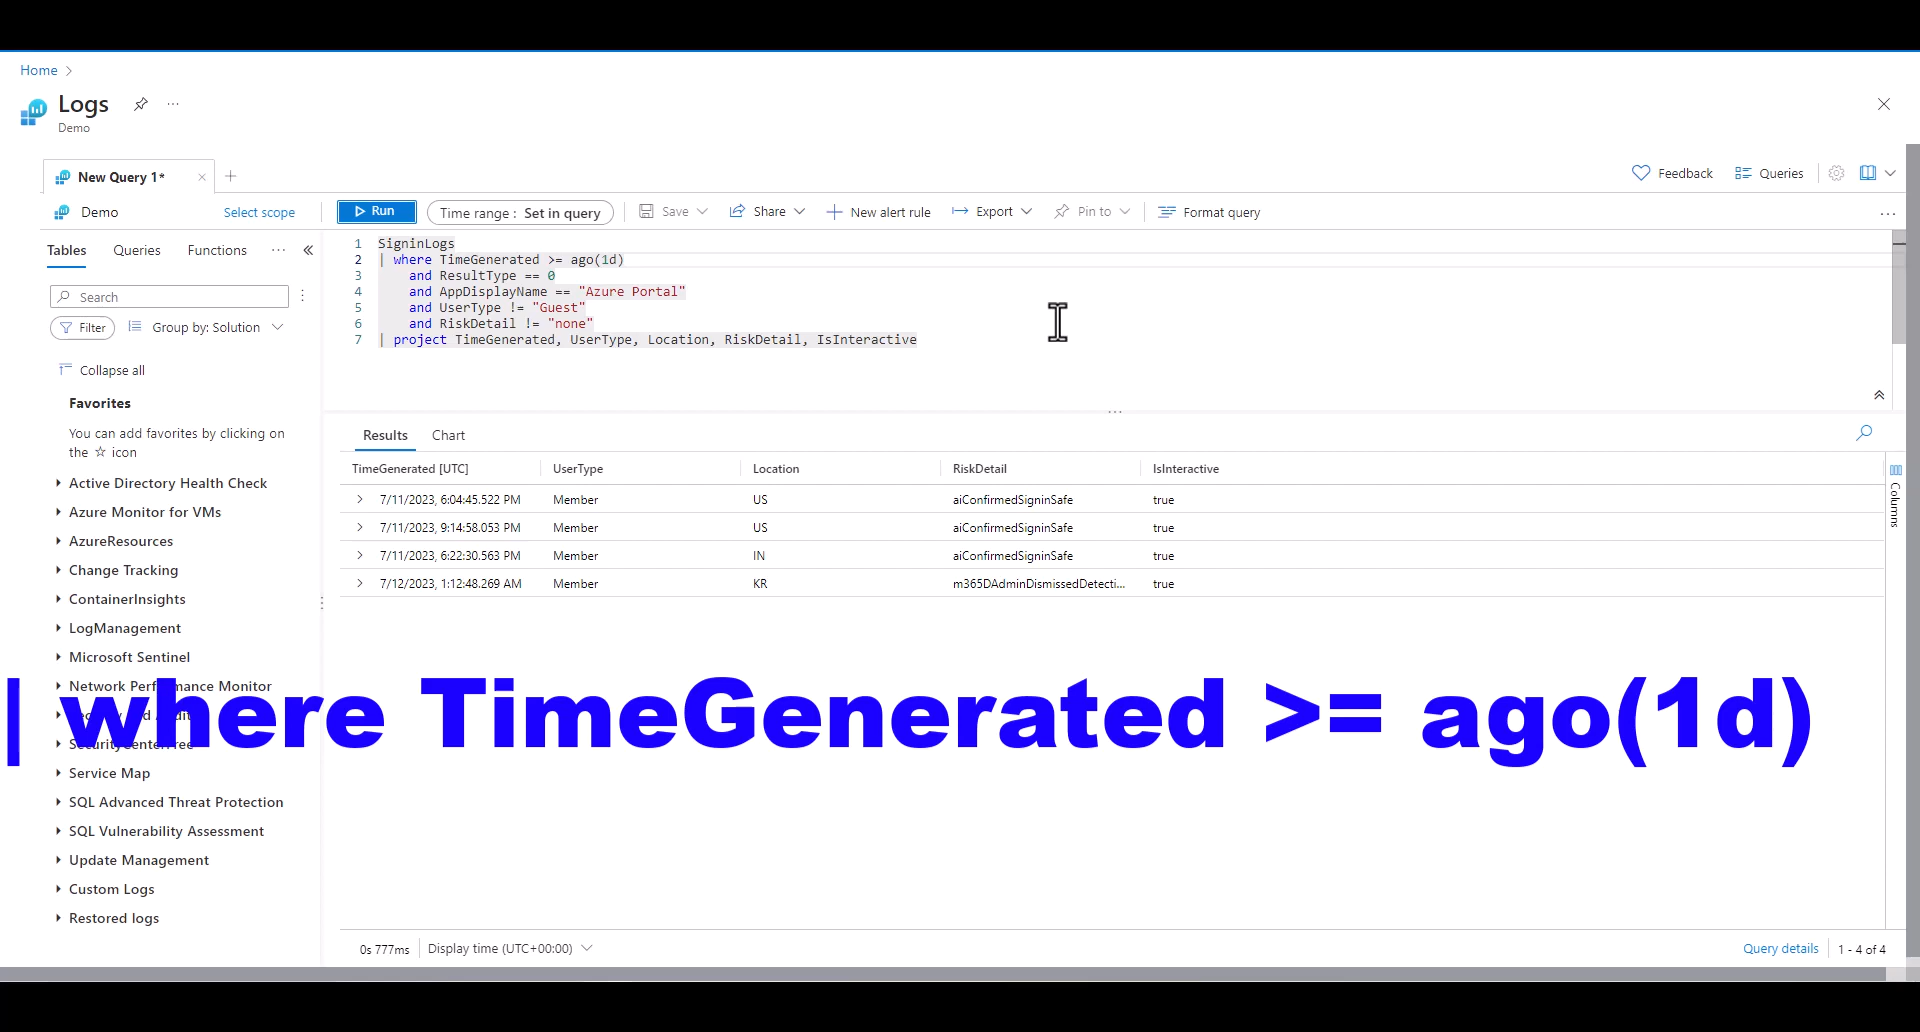 Home
Logs
Demo
New Query 1*
Feedback
Queries
Demo
Select scope
Run
Time range : Set in query
Save
Share
New alert rule
Export
Pin to
Format query
Tables
Queries
Functions
Search
Filter
Group by: Solution
Collapse all
Favorites
You can add favorites by clicking on
the ☆ icon
Active Directory Health Check
Azure Monitor for VMs
AzureResources
Change Tracking
ContainerInsights
LogManagement
Microsoft Sentinel
Network Performance Monitor
Service Map
SQL Advanced Threat Protection
SQL Vulnerability Assessment
Update Management
Custom Logs
Restored logs
1 SigninLogs
2 | where TimeGenerated >= ago(1d)
3 and ResultType == 0
4 and AppDisplayName == "Azure Portal"
5 and UserType != "Guest"
6 and RiskDetail != "none"
7 | project TimeGenerated, UserType, Location, RiskDetail, IsInteractive
Results
Chart
TimeGenerated [UTC] UserType Location RiskDetail IsInteractive
7/11/2023, 6:04:45.522 PM Member US aiConfirmedSigninSafe true
7/11/2023, 9:14:58.053 PM Member US aiConfirmedSigninSafe true
7/11/2023, 6:22:30.563 PM Member IN aiConfirmedSigninSafe true
7/12/2023, 1:12:48.269 AM Member KR m365DAdminDismissedDetecti... true
Columns
| where TimeGenerated >= ago(1d)
0s 777ms
Display time (UTC+00:00)
Query details
1 - 4 of 4